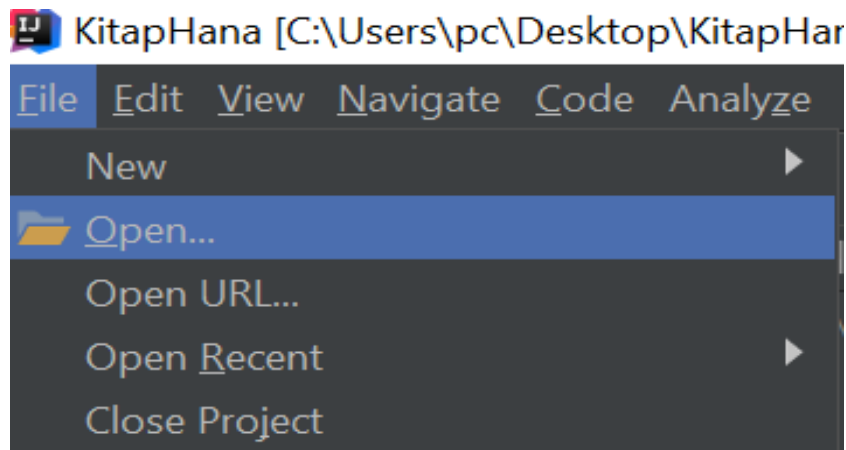 IJ KitapHana [C:\Users\pc\Desktop\KitapHar
File Edit View Navigate Code Analyze
New
Open...
Open URL...
Open Recent
Close Project